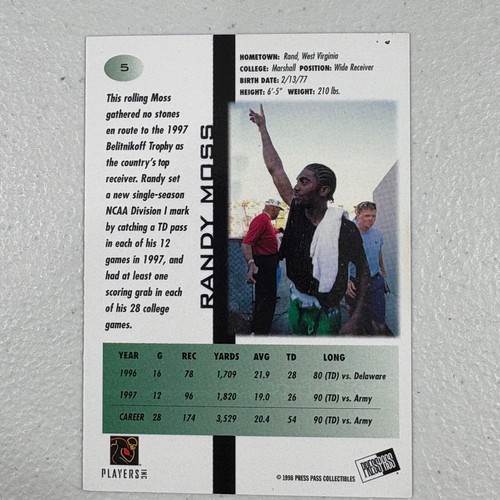 5
HOMETOWN: Rand, West Virginia
COLLEGE: Marshall POSITION: Wide Receiver
BIRTH DATE: 2/13/77
HEIGHT: 6'-5" WEIGHT: 210 lbs.
This rolling Moss
gathered no stones
en route to the 1997
Belitnikoff Trophy as
the country's top
receiver. Randy set
a new single-season
NCAA Division I mark
by catching a TD pass
in each of his 12
games in 1997, and
had at least one
scoring grab in each
of his 28 college
games.
RANDY MOSS
YEAR G REC YARDS AVG TD LONG
1996 16 78 1,709 21.9 28 80 (TD) vs. Delaware
1997 12 96 1,820 19.0 26 90 (TD) vs. Army
CAREER 28 174 3,529 20.4 54 90 (TD) vs. Army
PLAYERS INC
© 1998 PRESS PASS COLLECTIBLES
PRESS PASS